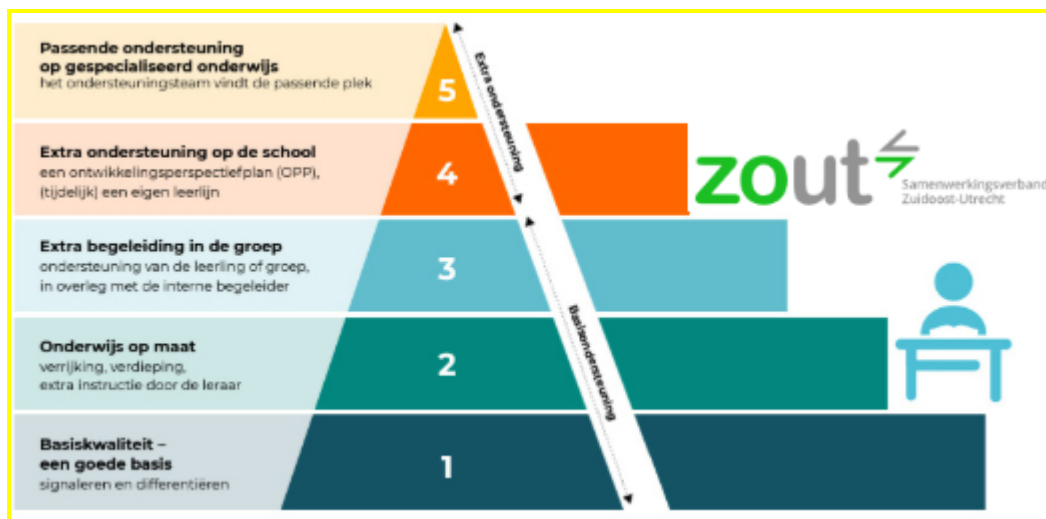 Passende ondersteuning
op gespecialiseerd onderwijs
het ondersteuningsteam vindt de passende plek
5
Extra ondersteuning
Extra ondersteuning op de school
een ontwikkelingsperspectiefplan (OPP),
(tijdelijk) een eigen leerlijn
4
zout
Samenwerkingsverband
Zuidoost-Utrecht
Extra begeleiding in de groep
ondersteuning van de leerling of groep,
in overleg met de interne begeleider
3
Basisondersteuning
Onderwijs op maat
verrijking, verdieping,
extra instructie door de leraar
2
Basiskwaliteit –
een goede basis
signaleren en differentiëren
1